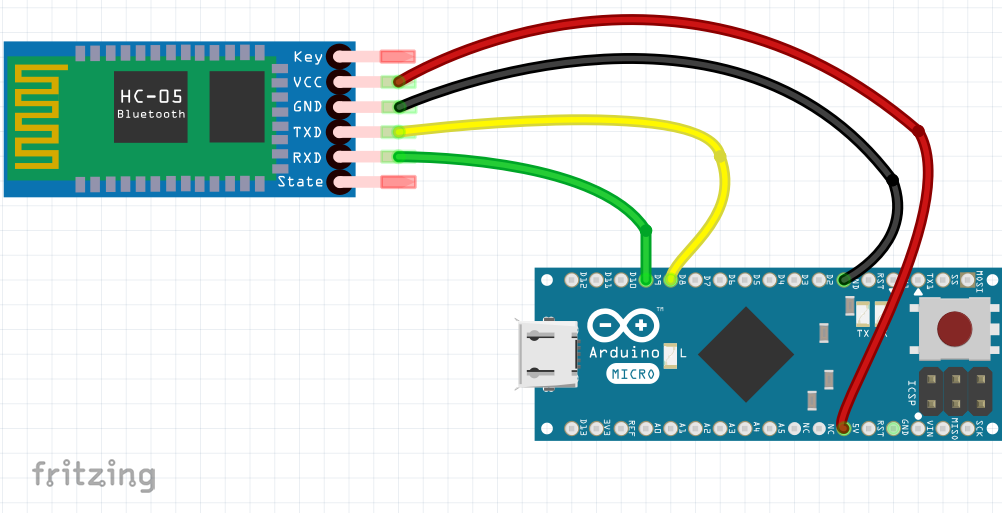 Key
VCC
HC-05
Bluetooth
GND
TXD
RXD
State
D12
D11
D10
D9
D8
D7
D6
D5
D4
D3
D2
GND
RST
TX1
SS
MOSI
™
Arduino
MICRO
L
TX
ICSP
D13
3V3
REF
A0
A1
A2
A3
A4
A5
NC
NC
5V
RST
GND
VIN
MISO
SCK
fritzing